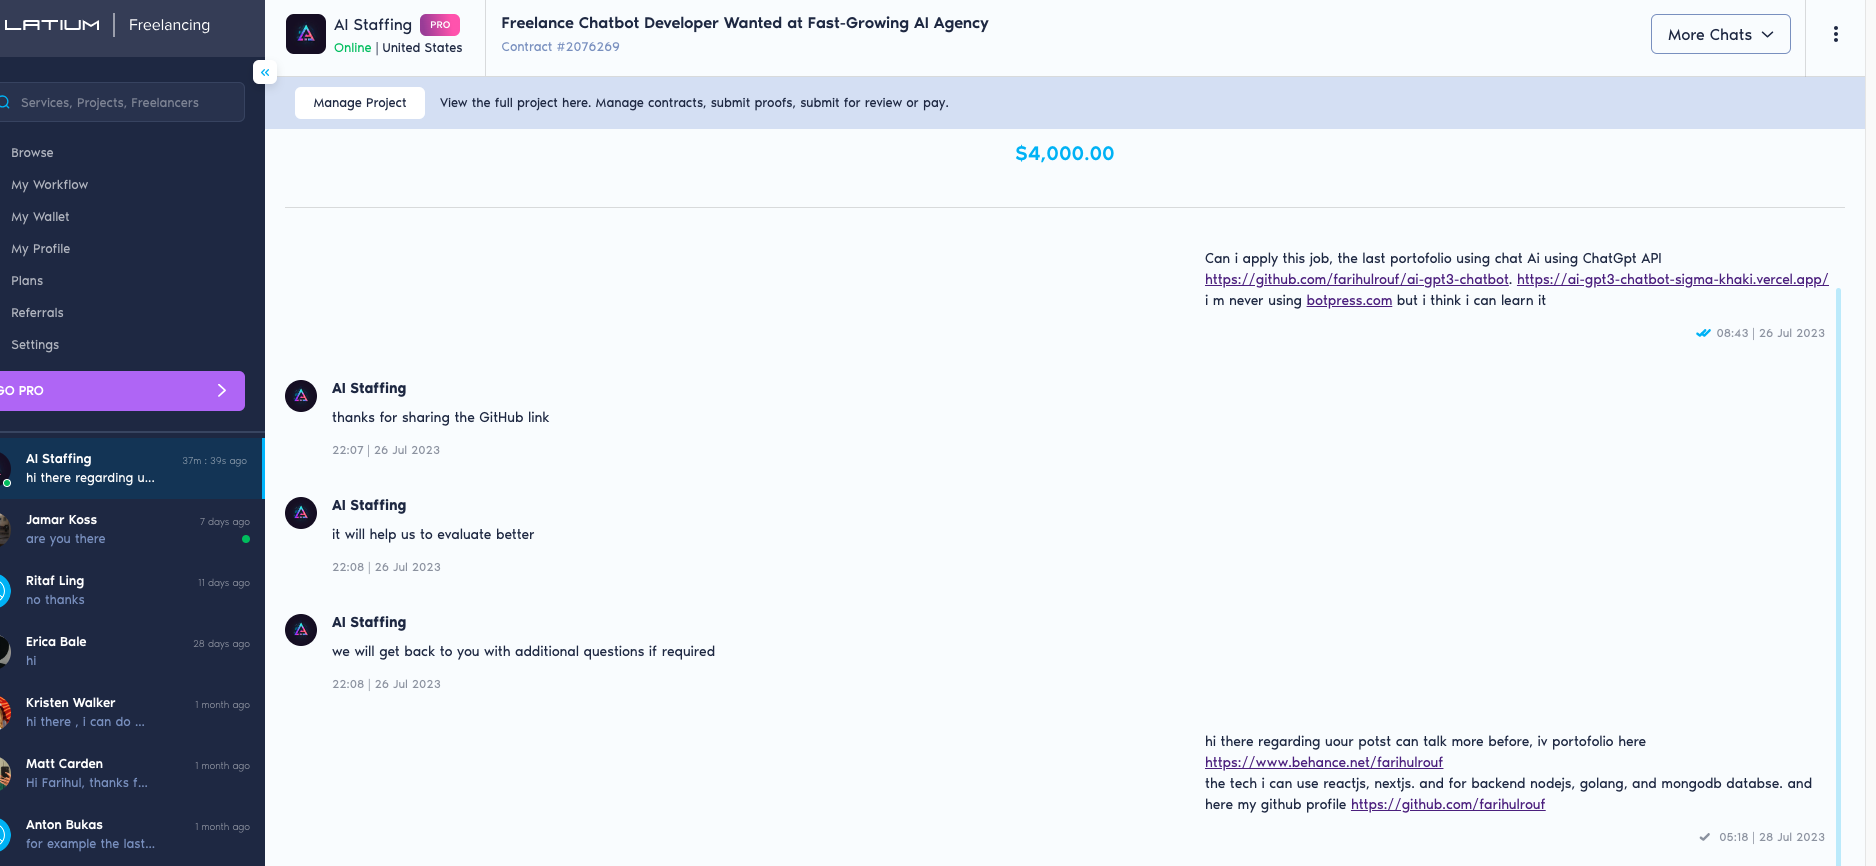 LATIUM | Freelancing
Services, Projects, Freelancers
Browse
My Workflow
My Wallet
My Profile
Plans
Referrals
Settings
GO PRO
AI Staffing
37m : 39s ago
hi there regarding u...
Jamar Koss
7 days ago
are you there
Ritaf Ling
11 days ago
no thanks
Erica Bale
28 days ago
hi
Kristen Walker
1 month ago
hi there , i can do ...
Matt Carden
1 month ago
Hi Farihul, thanks f...
Anton Bukas
1 month ago
for example the last...
AI Staffing PRO
Online | United States
Freelance Chatbot Developer Wanted at Fast-Growing AI Agency
Contract #2076269
More Chats
Manage Project
View the full project here. Manage contracts, submit proofs, submit for review or pay.
$4,000.00
Can i apply this job, the last portofolio using chat Ai using ChatGpt API
https://github.com/farihulrouf/ai-gpt3-chatbot. https://ai-gpt3-chatbot-sigma-khaki.vercel.app/
i m never using botpress.com but i think i can learn it
08:43 | 26 Jul 2023
AI Staffing
thanks for sharing the GitHub link
22:07 | 26 Jul 2023
AI Staffing
it will help us to evaluate better
22:08 | 26 Jul 2023
AI Staffing
we will get back to you with additional questions if required
22:08 | 26 Jul 2023
hi there regarding uour potst can talk more before, iv portofolio here
https://www.behance.net/farihulrouf
the tech i can use reactjs, nextjs. and for backend nodejs, golang, and mongodb databse. and
here my github profile https://github.com/farihulrouf
05:18 | 28 Jul 2023